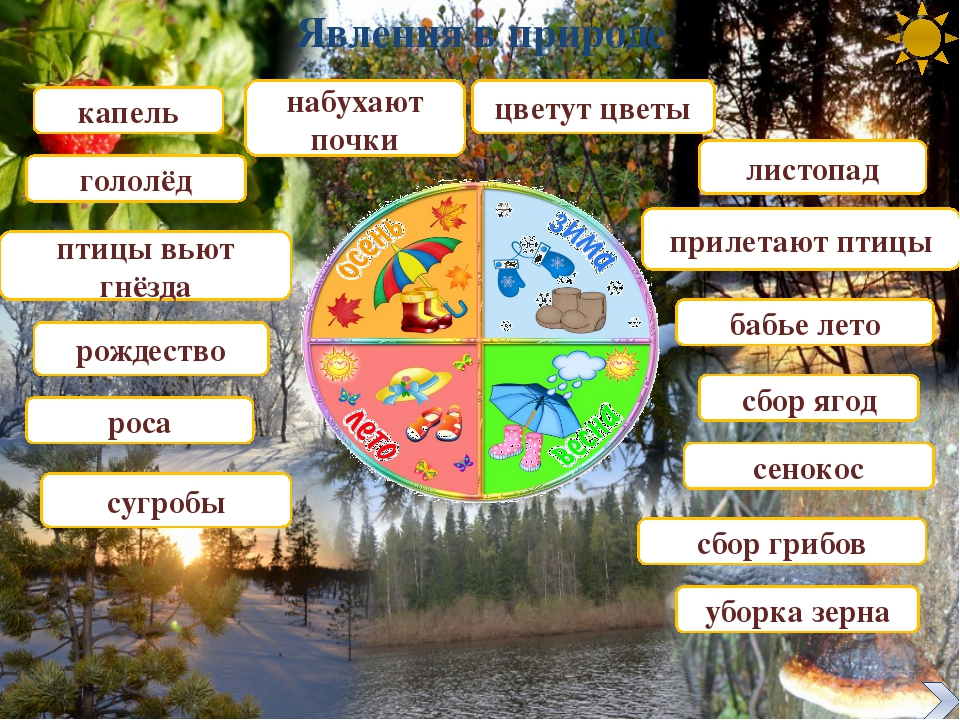 Явления в природе
капель
набухают
почки
цветут цветы
гололёд
листопад
птицы вьют
гнёзда
прилетают птицы
осень
зима
бабье лето
рождество
лето
весна
сбор ягод
роса
сенокос
сугробы
сбор грибов
уборка зерна